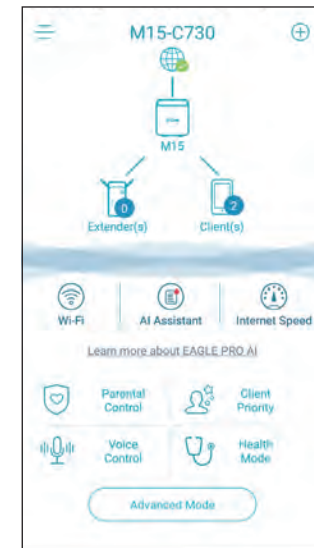 M15-C730
M15
0
2
Extender(s)
Client(s)
Wi-Fi
AI Assistant
Internet Speed
Learn more about EAGLE PRO AI
Parental
Control
Client
Priority
Voice
Control
Health
Mode
Advanced Mode